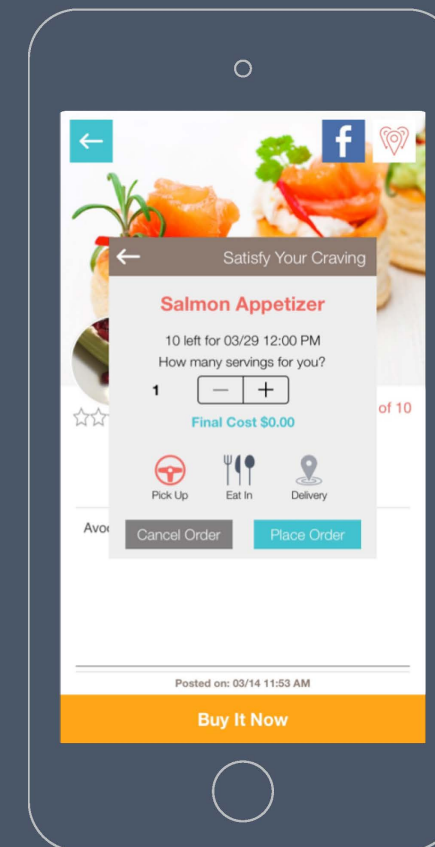 f
Satisfy Your Craving
Salmon Appetizer
10 left for 03/29 12:00 PM
How many servings for you?
1 — +
of 10
Final Cost $0.00
Pick Up Eat In Delivery
Cancel Order Place Order
Posted on: 03/14 11:53 AM
Buy It Now